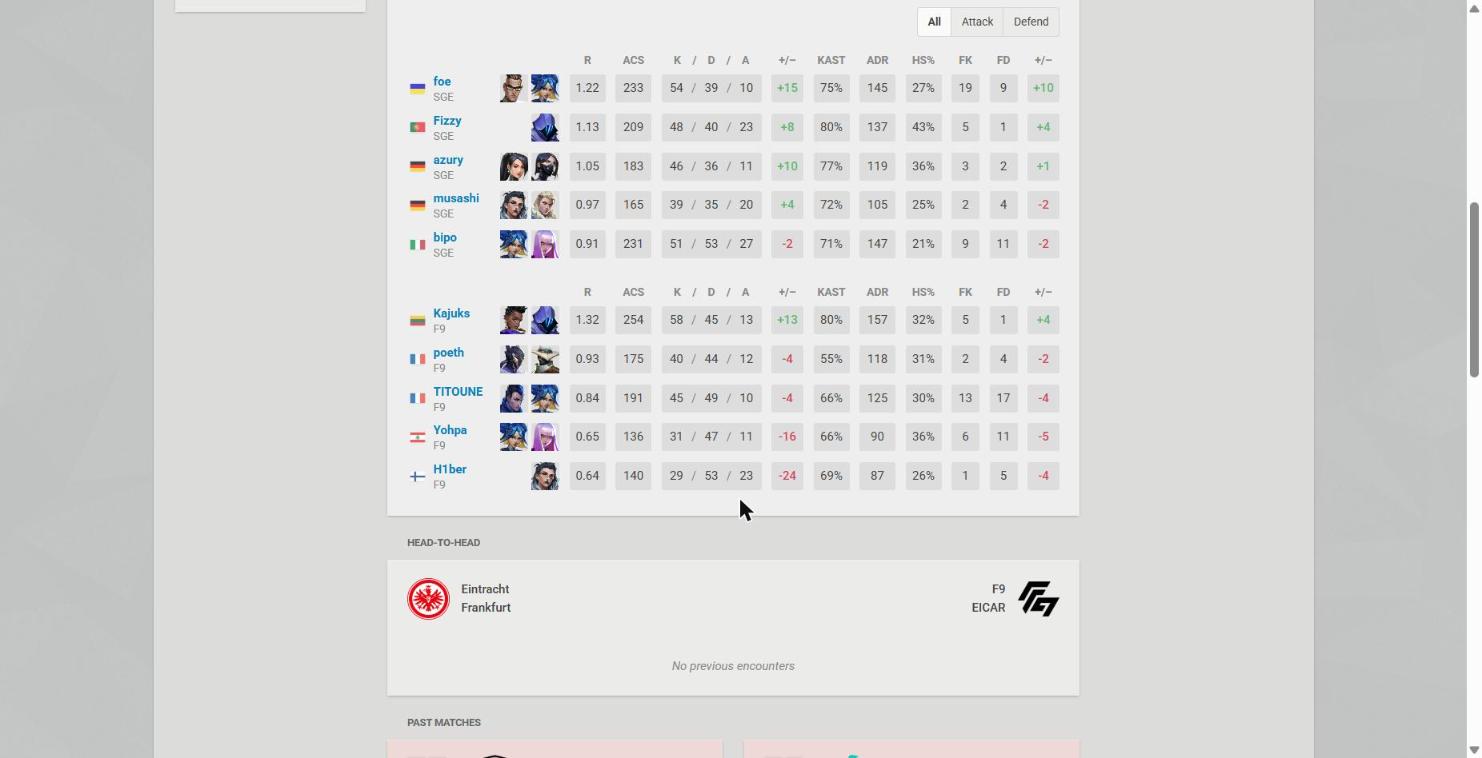 All Attack Defend
R ACS K / D / A +/– KAST ADR HS% FK FD +/–
foe
SGE
1.22 233 54 / 39 / 10 +15 75% 145 27% 19 9 +10
Fizzy
SGE
1.13 209 48 / 40 / 23 +8 80% 137 43% 5 1 +4
azury
SGE
1.05 183 46 / 36 / 11 +10 77% 119 36% 3 2 +1
musashi
SGE
0.97 165 39 / 35 / 20 +4 72% 105 25% 2 4 -2
bipo
SGE
0.91 231 51 / 53 / 27 -2 71% 147 21% 9 11 -2
R ACS K / D / A +/– KAST ADR HS% FK FD +/–
Kajuks
F9
1.32 254 58 / 45 / 13 +13 80% 157 32% 5 1 +4
poeth
F9
0.93 175 40 / 44 / 12 -4 55% 118 31% 2 4 -2
TITOUNE
F9
0.84 191 45 / 49 / 10 -4 66% 125 30% 13 17 -4
Yohpa
F9
0.65 136 31 / 47 / 11 -16 66% 90 36% 6 11 -5
H1ber
F9
0.64 140 29 / 53 / 23 -24 69% 87 26% 1 5 -4
HEAD-TO-HEAD
Eintracht
Frankfurt
F9
EICAR
No previous encounters
PAST MATCHES